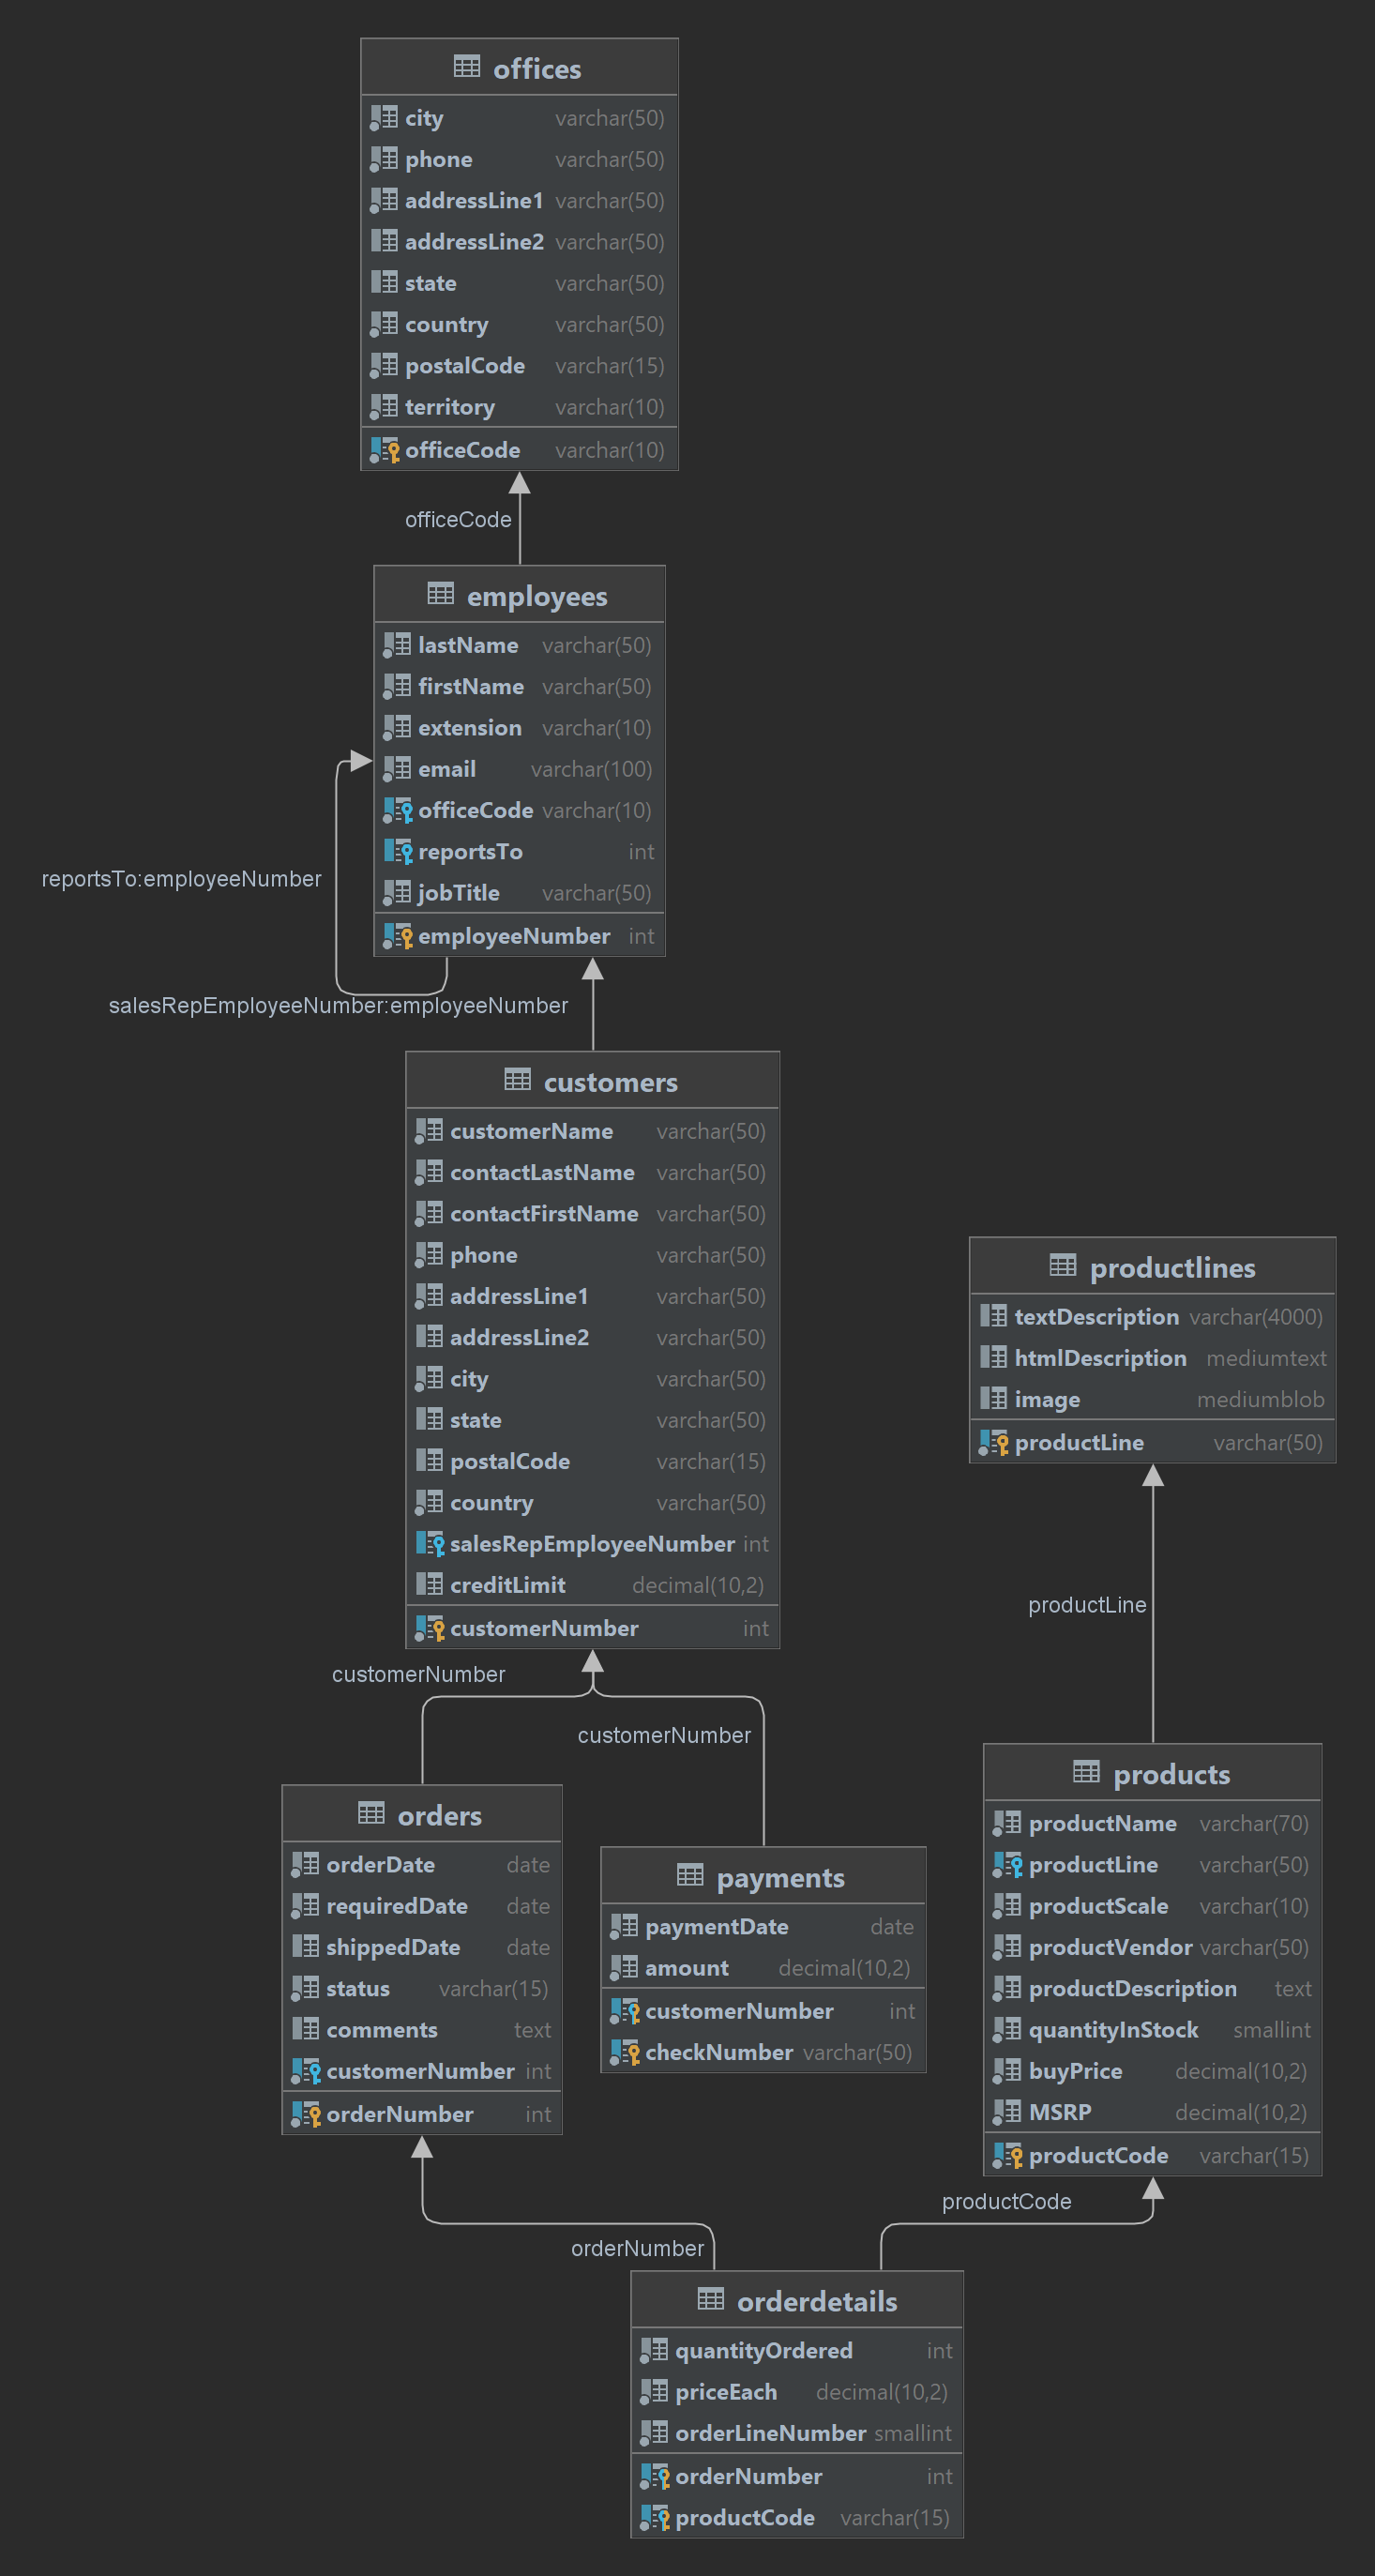 offices
city varchar(50)
phone varchar(50)
addressLine1 varchar(50)
addressLine2 varchar(50)
state varchar(50)
country varchar(50)
postalCode varchar(15)
territory varchar(10)
officeCode varchar(10)
officeCode
employees
lastName varchar(50)
firstName varchar(50)
extension varchar(10)
email varchar(100)
officeCode varchar(10)
reportsTo int
jobTitle varchar(50)
employeeNumber int
reportsTo:employeeNumber
salesRepEmployeeNumber:employeeNumber
customers
customerName varchar(50)
contactLastName varchar(50)
contactFirstName varchar(50)
phone varchar(50)
addressLine1 varchar(50)
addressLine2 varchar(50)
city varchar(50)
state varchar(50)
postalCode varchar(15)
country varchar(50)
salesRepEmployeeNumber int
creditLimit decimal(10,2)
customerNumber int
productlines
textDescription varchar(4000)
htmlDescription mediumtext
image mediumblob
productLine varchar(50)
productLine
customerNumber
customerNumber
orders
orderDate date
requiredDate date
shippedDate date
status varchar(15)
comments text
customerNumber int
orderNumber int
payments
paymentDate date
amount decimal(10,2)
customerNumber int
checkNumber varchar(50)
products
productName varchar(70)
productLine varchar(50)
productScale varchar(10)
productVendor varchar(50)
productDescription text
quantityInStock smallint
buyPrice decimal(10,2)
MSRP decimal(10,2)
productCode varchar(15)
productCode
orderNumber
orderdetails
quantityOrdered int
priceEach decimal(10,2)
orderLineNumber smallint
orderNumber int
productCode varchar(15)